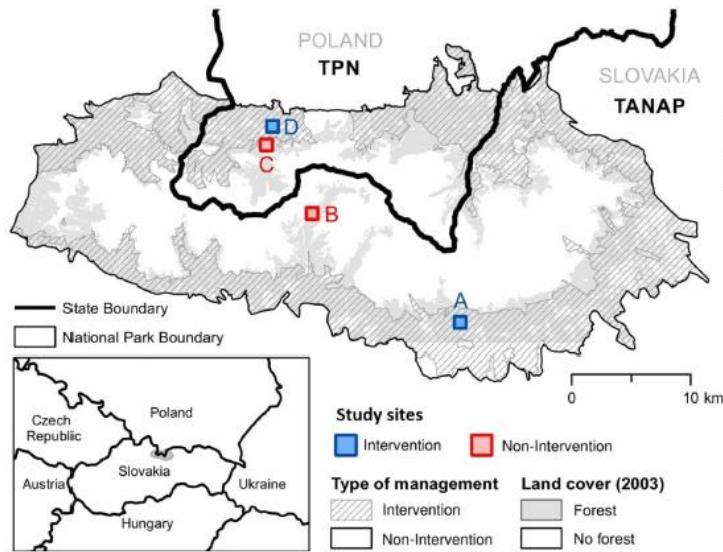 POLAND
TPN
SLOVAKIA
TANAP
D
C
B
A
State Boundary
National Park Boundary
0 10 km
Czech
Republic
Poland
Slovakia
Austria
Ukraine
Hungary
Study sites
Intervention
Non-Intervention
Type of management
Intervention
Non-Intervention
Land cover (2003)
Forest
No forest